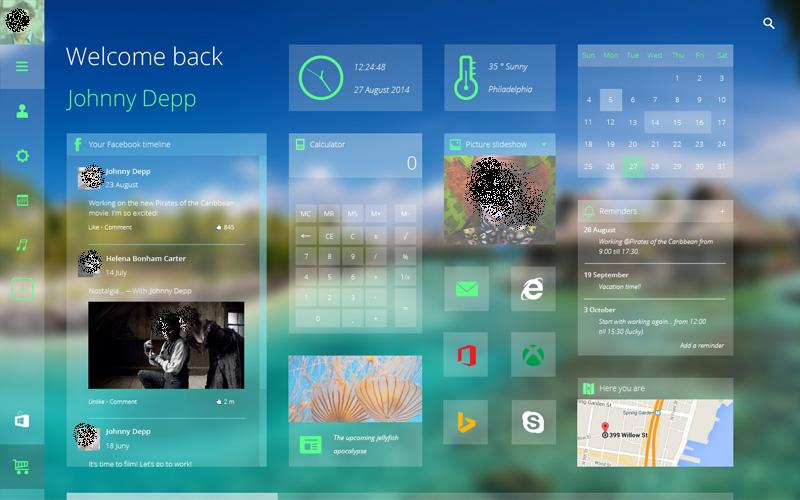 Welcome back
Johnny Depp
Your Facebook timeline
Johnny Depp
23 August
Working on the new Pirates of the Caribbean
movie. I'm so excited!
Like • Comment
845
Helena Bonham Carter
14 July
Nostalgia... — With Johnny Depp
Unlike • Comment
2 m
Johnny Depp
18 Juny
It's time to film! Let's go to work!
12:24:48
27 August 2014
Calculator
0
MC MR MS M+ M-
← CE C ± √
7 8 9 / %
4 5 6 * 1/x
1 2 3 - =
0 , +
The upcoming jellyfish
apocalypse
35 ° Sunny
Philadelphia
Picture slideshow
Sun Mon Tue Wed Thu Fri Sat
1 2 3
4 5 6 7 8 9 10
11 12 13 14 15 16 17
18 19 20 21 22 23 24
25 26 27 28 29 30 31
Reminders +
28 August
Working @Pirates of the Caribbean from
9:00 till 17:30.
19 September
Vacation time!!
3 October
Start with working again... from 12:00
till 15:30 (lucky)
Add a reminder
Here you are
Spring Garden
399 Willow St